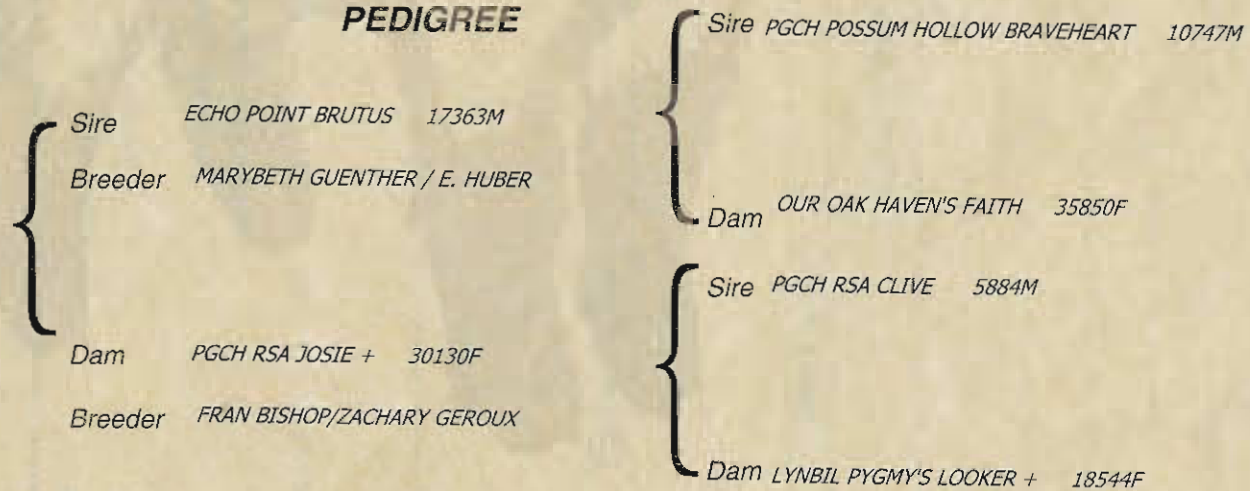 PEDIGREE
Sire ECHO POINT BRUTUS 17363M
Breeder MARYBETH GUENTHER / E. HUBER
Dam PGCH RSA JOSIE + 30130F
Breeder FRAN BISHOP/ZACHARY GEROUX
Sire PGCH POSSUM HOLLOW BRAVEHEART 10747M
Dam OUR OAK HAVEN'S FAITH 35850F
Sire PGCH RSA CLIVE 5884M
Dam LYNBIL PYGMY'S LOOKER + 18544F